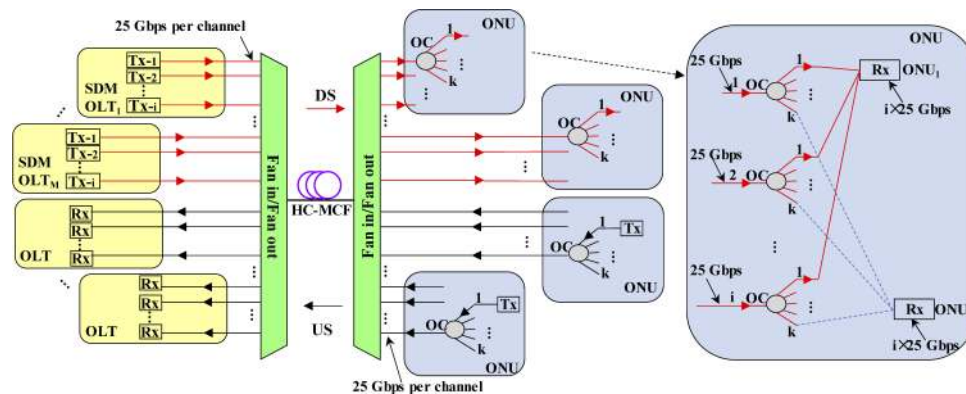 25 Gbps per channel
SDM
OLT₁
Tx-1
Tx-2
Tx-i
SDM
OLT_M
Tx-1
Tx-2
Tx-i
OLT
Rx
Rx
Rx
OLT
Rx
Rx
Rx
Fan in/Fan out
DS
HC-MCF
US
Fan in/Fan out
25 Gbps per channel
OC
1
k
ONU
ONU
OC
1
k
OC
1
Tx
k
ONU
OC
1
Tx
k
ONU
ONU
25 Gbps
1
OC
1
k
Rx
ONU₁
i×25 Gbps
25 Gbps
2
OC
1
k
25 Gbps
i
OC
1
k
Rx
ONU
i×25 Gbps